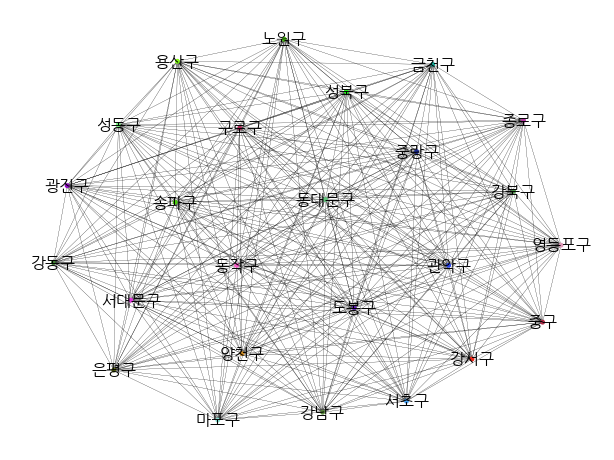 노원구
용산구
금천구
성북구
종로구
성동구
구로구
중랑구
광진구
강북구
송파구
동대문구
영등포구
강동구
동작구
관악구
서대문구
도봉구
중구
양천구
강서구
은평구
서초구
마포구
강남구